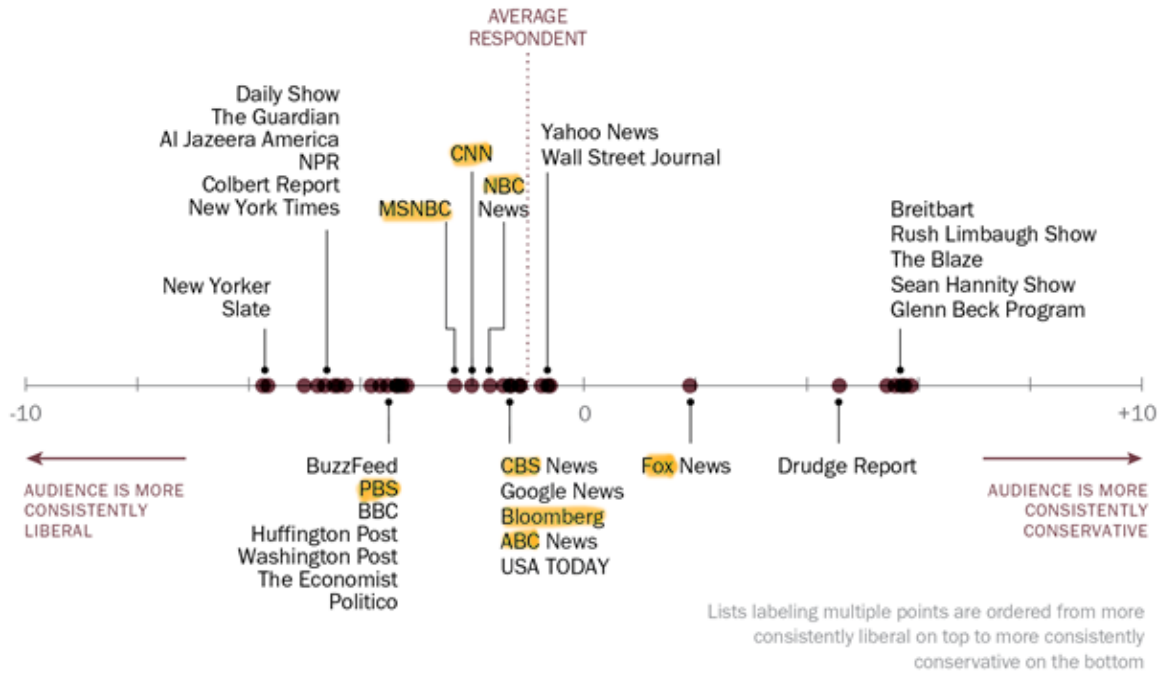 AVERAGE
RESPONDENT
Daily Show
The Guardian
Al Jazeera America
NPR
Colbert Report
New York Times
CNN
NBC
News
MSNBC
Yahoo News
Wall Street Journal
Breitbart
Rush Limbaugh Show
The Blaze
Sean Hannity Show
Glenn Beck Program
New Yorker
Slate
-10
0
+10
AUDIENCE IS MORE
CONSISTENTLY
LIBERAL
BuzzFeed
PBS
BBC
Huffington Post
Washington Post
The Economist
Politico
CBS News
Google News
Bloomberg
ABC News
USA TODAY
Fox News
Drudge Report
AUDIENCE IS MORE
CONSISTENTLY
CONSERVATIVE
Lists labeling multiple points are ordered from more
consistently liberal on top to more consistently
conservative on the bottom